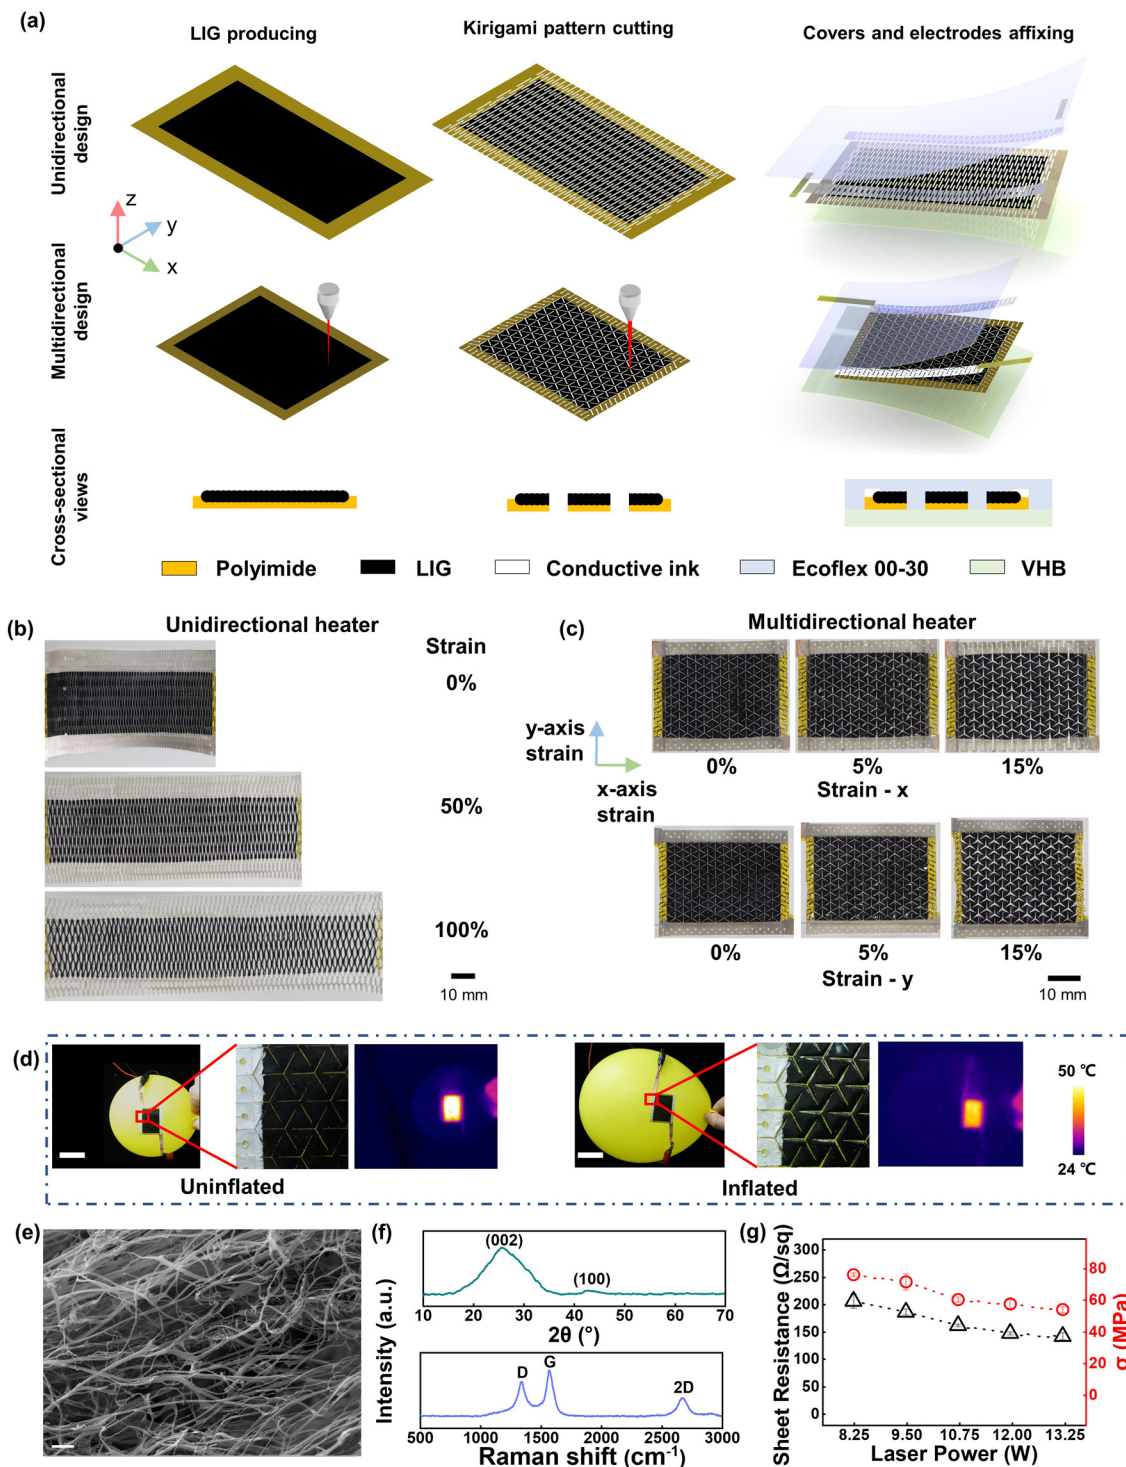 (a)
LIG producing
Kirigami pattern cutting
Covers and electrodes affixing
Unidirectional
design
z
y
x
Multidirectional
design
Cross-sectional
views
Polyimide
LIG
Conductive ink
Ecoflex 00-30
VHB
(b)
Unidirectional heater
Strain
0%
50%
100%
10 mm
(c)
Multidirectional heater
y-axis
strain
x-axis
strain
0%
5%
15%
Strain - x
0%
5%
15%
Strain - y
10 mm
(d)
Uninflated
Inflated
50 ℃
24 ℃
(e)
(f)
Intensity (a.u.)
(002)
(100)
10 20 30 40 50 60 70
2θ (°)
D
G
2D
500 1000 1500 2000 2500 3000
Raman shift (cm⁻¹)
(g)
Sheet Resistance (Ω/sq)
300
250
200
150
100
50
0
80
60
40
20
0
σ (MPa)
8.25 9.50 10.75 12.00 13.25
Laser Power (W)